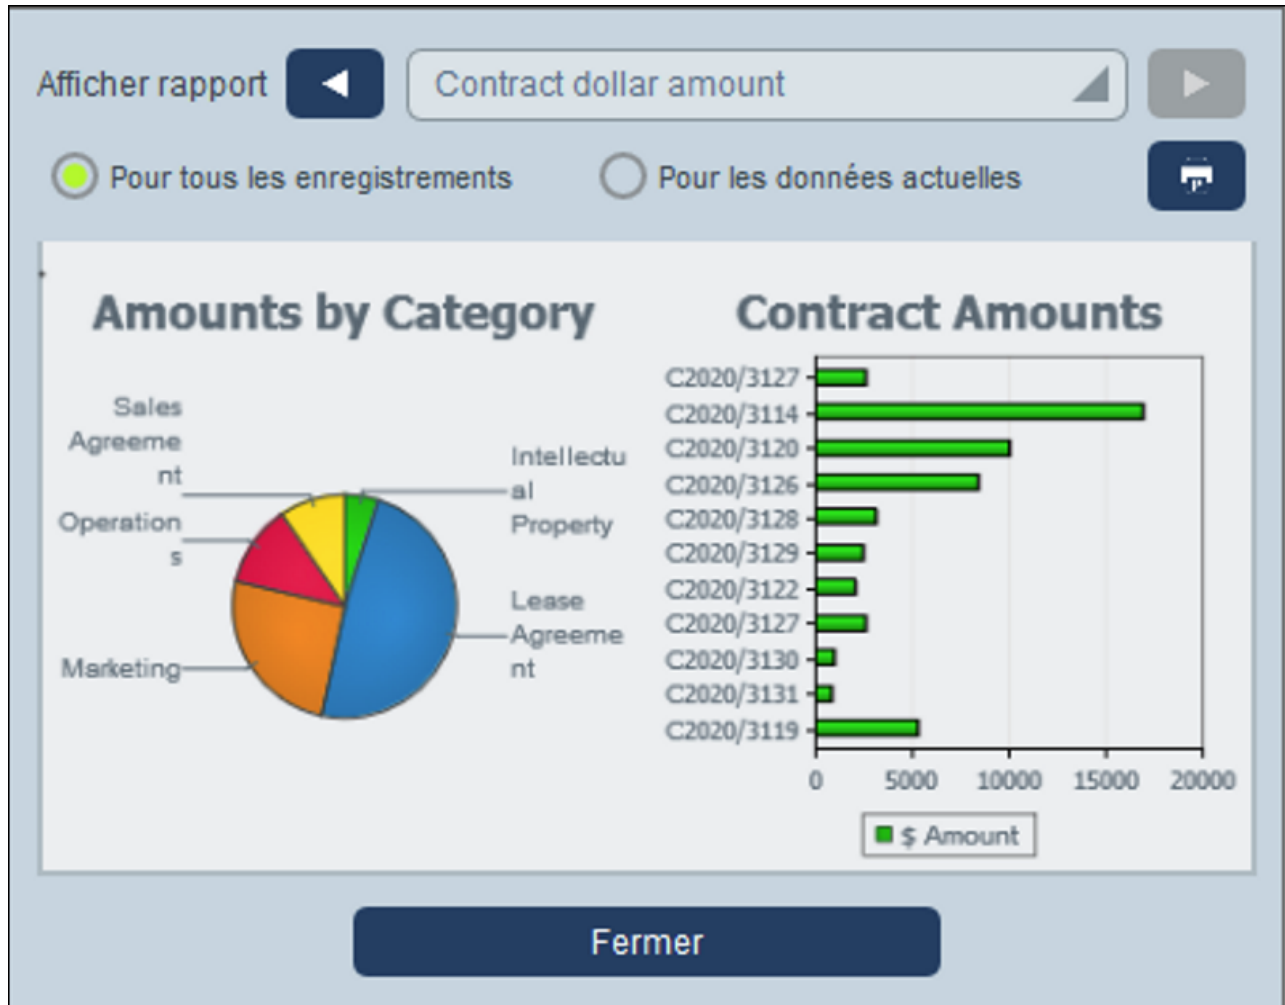 Afficher rapport
Contract dollar amount
Pour tous les enregistrements
Pour les données actuelles
Amounts by Category
Sales
Agreeme
nt
Operation
s
Marketing
Intellectu
al
Property
Lease
Agreeme
nt
Contract Amounts
C2020/3127
C2020/3114
C2020/3120
C2020/3126
C2020/3128
C2020/3129
C2020/3122
C2020/3127
C2020/3130
C2020/3131
C2020/3119
0 5000 10000 15000 20000
$ Amount
Fermer